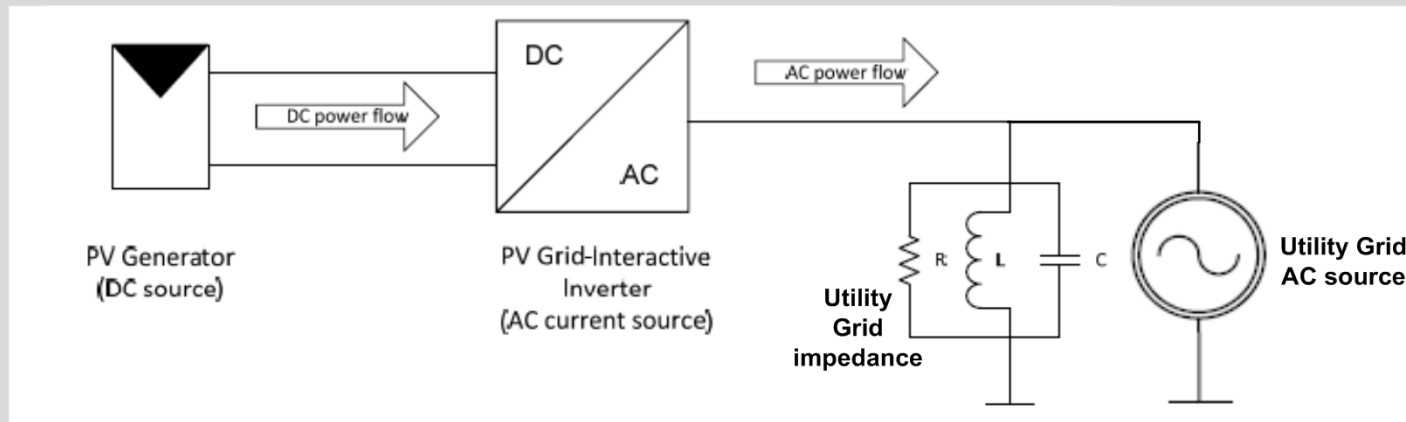 DC
AC power flow
DC power flow
AC
PV Generator
(DC source)
PV Grid-Interactive
Inverter
(AC current source)
R
L
C
Utility
Grid
impedance
Utility Grid
AC source